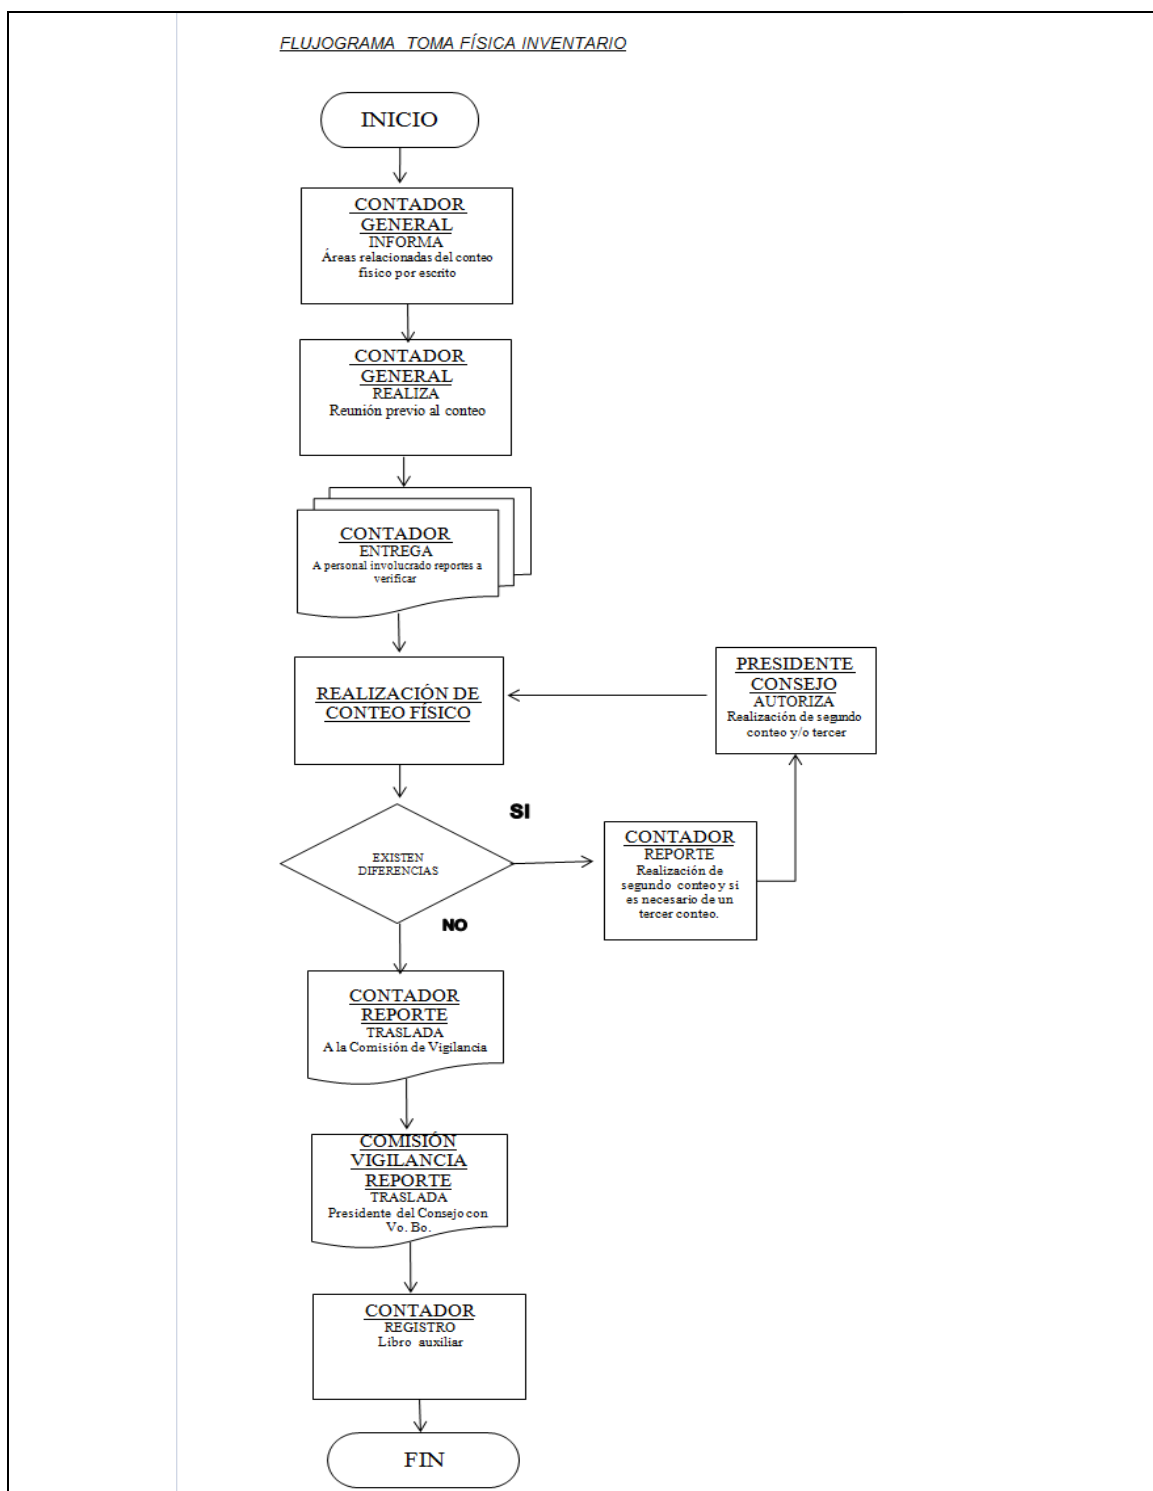 FLUJOGRAMA TOMA FÍSICA INVENTARIO
INICIO
CONTADOR
GENERAL
INFORMA
Áreas relacionadas del conteo
físico por escrito
CONTADOR
GENERAL
REALIZA
Reunión previo al conteo
CONTADOR
ENTREGA
A personal involucrado reportes a
verificar
REALIZACIÓN DE
CONTEO FÍSICO
PRESIDENTE
CONSEJO
AUTORIZA
Realización de segundo
conteo y/o tercer
SI
EXISTEN
DIFERENCIAS
CONTADOR
REPORTE
Realización de
segundo conteo y si
es necesario de un
tercer conteo.
NO
CONTADOR
REPORTE
TRASLADA
A la Comisión de Vigilancia
COMISIÓN
VIGILANCIA
REPORTE
TRASLADA
Presidente del Consejo con
Vo. Bo.
CONTADOR
REGISTRO
Libro auxiliar
FIN